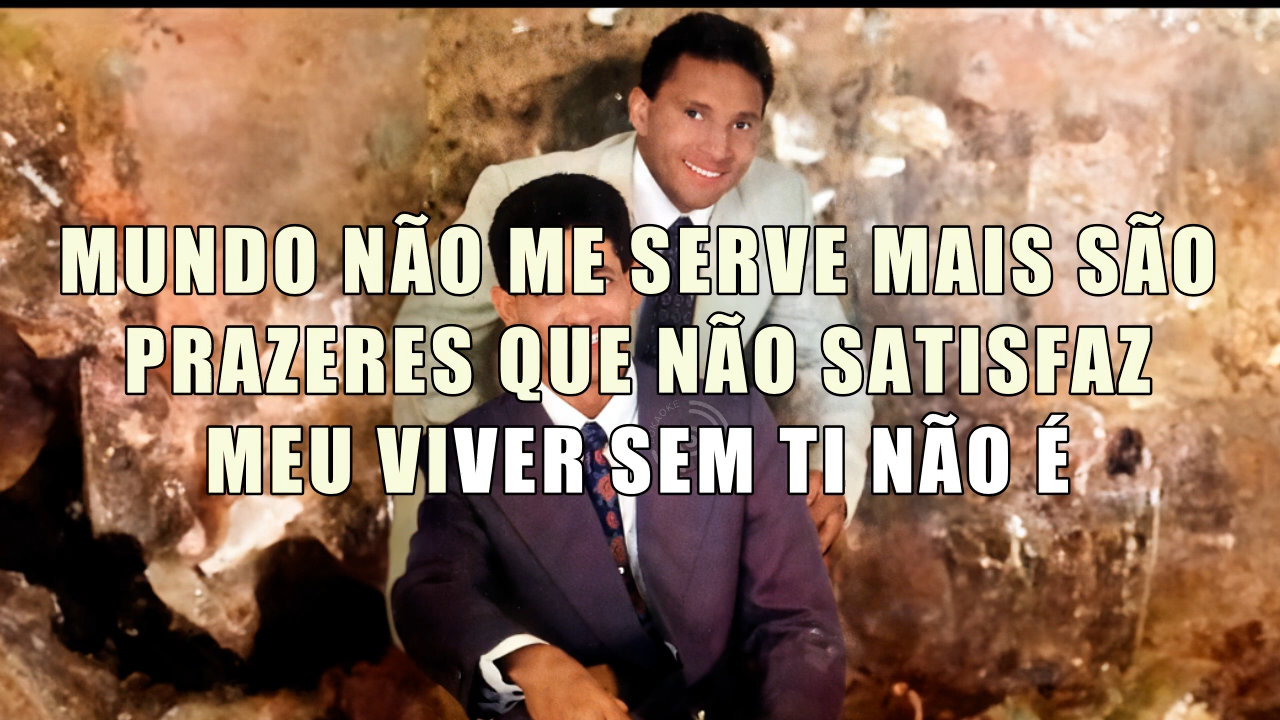 MUNDO NÃO ME SERVE MAIS SÃO
PRAZERES QUE NÃO SATISFAZ
MEU VIVER SEM TI NÃO É